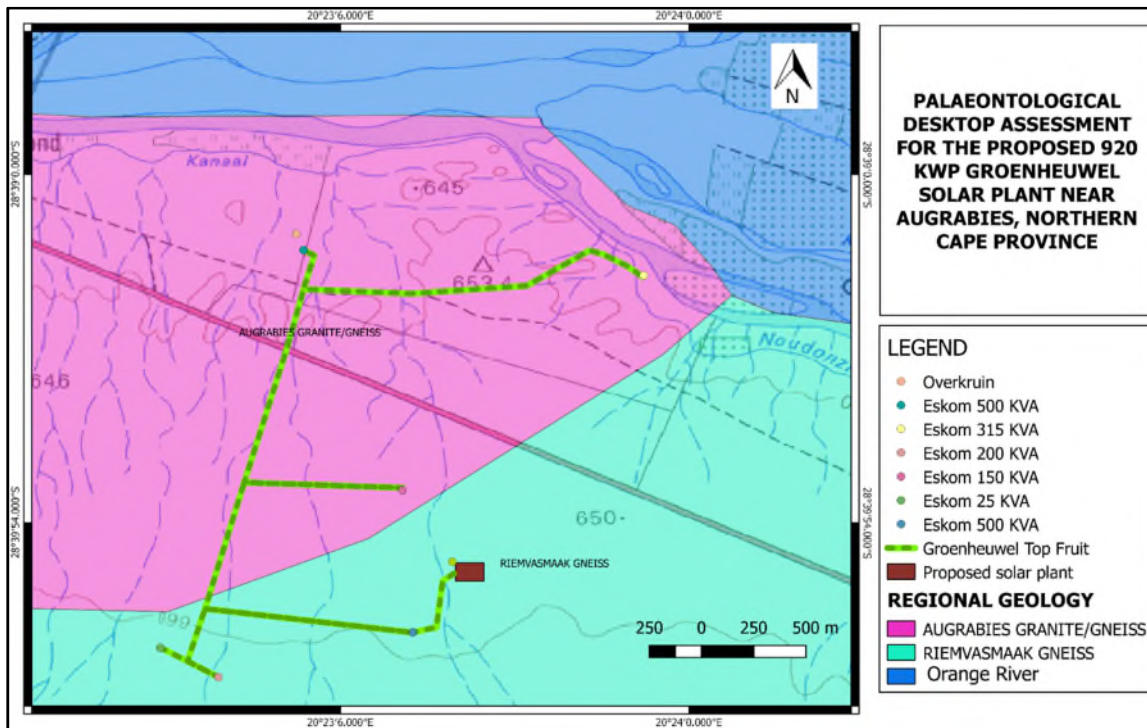 20°23'6.000"E
20°24'0.000"E
28°39'0.000"S
28°39'54.000"S
N
Kanaal
645
653.4
AUGRABIES GRANITE/GNEISS
646
650
RIEMVASMAAK GNEISS
660
250 0 250 500 m
28°39'0.000"S
28°39'54.000"S
20°23'6.000"E
20°24'0.000"E
PALAEONTOLOGICAL
DESKTOP ASSESSMENT
FOR THE PROPOSED 920
KWP GROENHEUWEL
SOLAR PLANT NEAR
AUGRABIES, NORTHERN
CAPE PROVINCE
LEGEND
Overkruin
Eskom 500 KVA
Eskom 315 KVA
Eskom 200 KVA
Eskom 150 KVA
Eskom 25 KVA
Eskom 500 KVA
Groenheuwel Top Fruit
Proposed solar plant
REGIONAL GEOLOGY
AUGRABIES GRANITE/GNEISS
RIEMVASMAAK GNEISS
Orange River